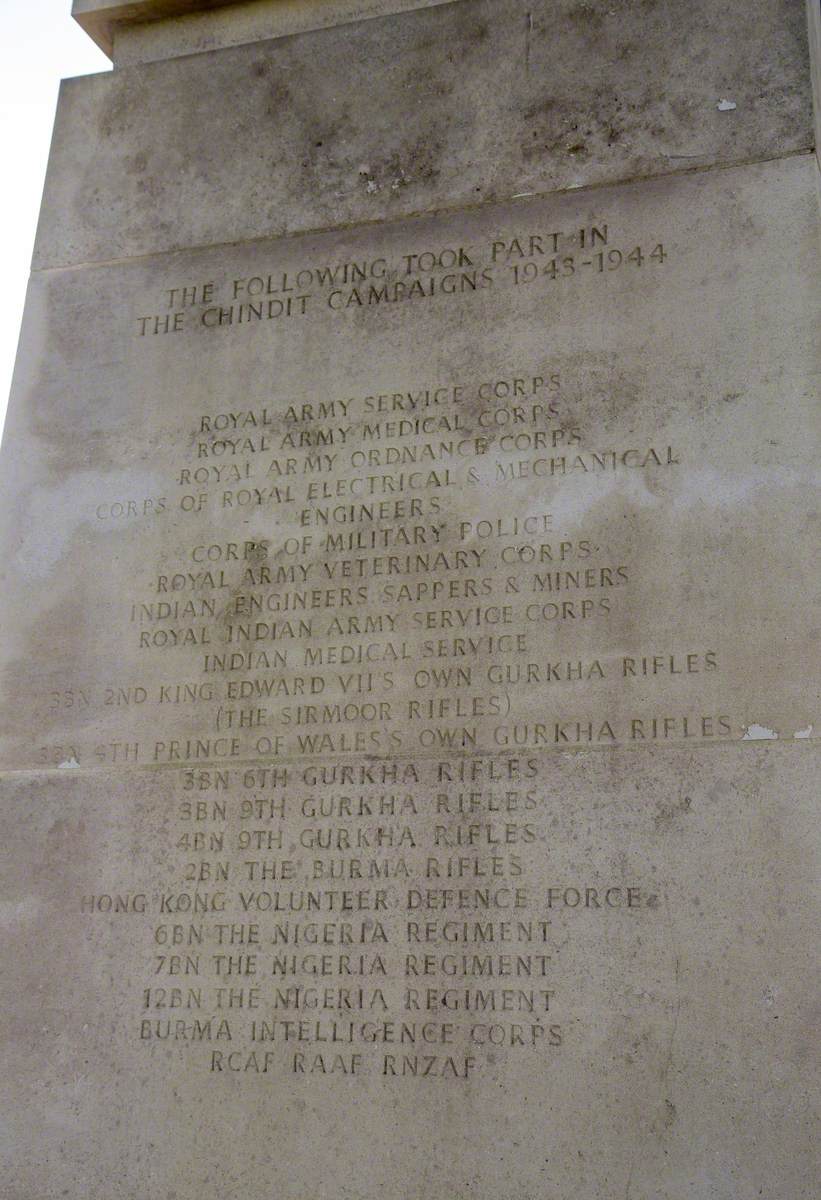 THE FOLLOWING TOOK PART IN
THE CHINDIT CAMPAIGNS 1943-1944
ROYAL ARMY SERVICE CORPS
ROYAL ARMY MEDICAL CORPS
ROYAL ARMY ORDNANCE CORPS
CORPS OF ROYAL ELECTRICAL & MECHANICAL
ENGINEERS
CORPS OF MILITARY POLICE
ROYAL ARMY VETERINARY CORPS
INDIAN ENGINEERS SAPPERS & MINERS
ROYAL INDIAN ARMY SERVICE CORPS
INDIAN MEDICAL SERVICE
3BN 2ND KING EDWARD VII'S OWN GURKHA RIFLES
(THE SIRMOOR RIFLES)
3BN 4TH PRINCE OF WALES'S OWN GURKHA RIFLES
3BN 6TH GURKHA RIFLES
3BN 9TH GURKHA RIFLES
4BN 9TH GURKHA RIFLES
2BN THE BURMA RIFLES
HONG KONG VOLUNTEER DEFENCE FORCE
6BN THE NIGERIA REGIMENT
7BN THE NIGERIA REGIMENT
12BN THE NIGERIA REGIMENT
BURMA INTELLIGENCE CORPS
RCAF RAAF RNZAF